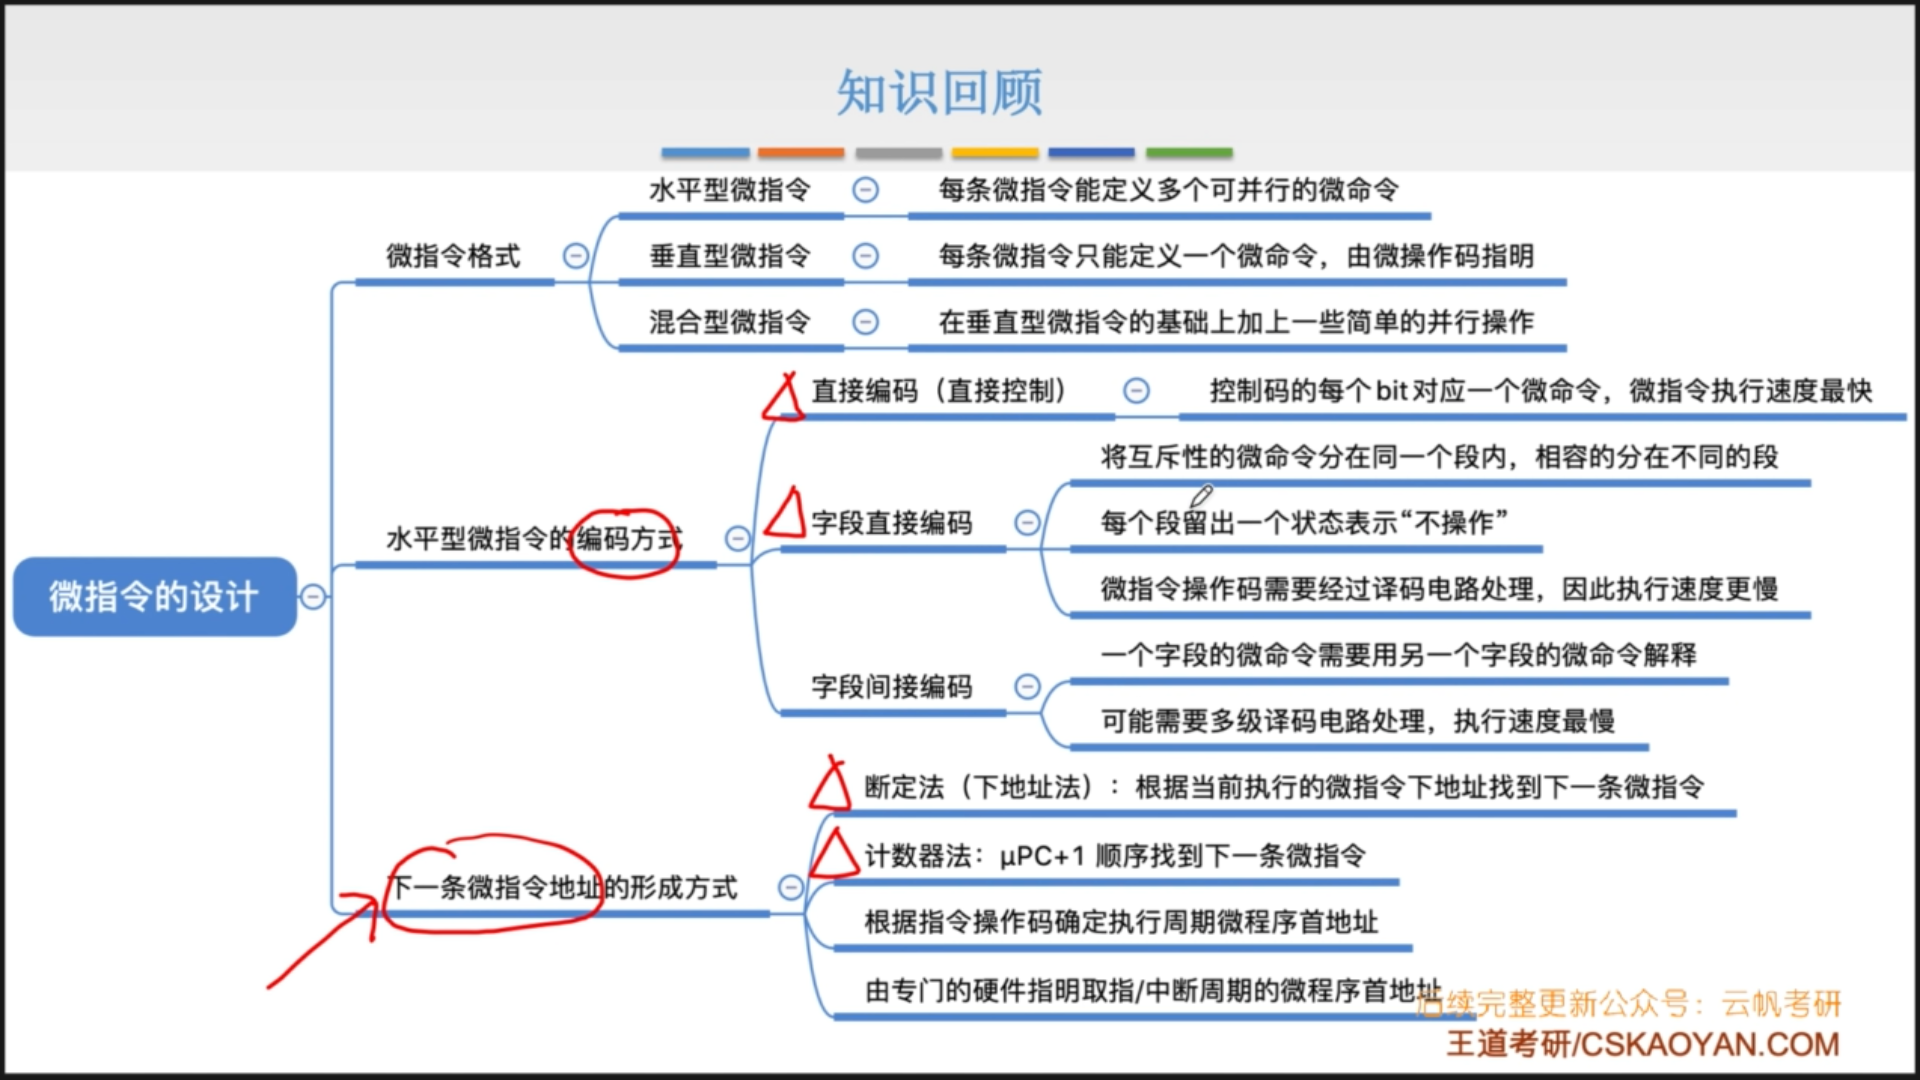 知识回顾
微指令的设计
微指令格式
水平型微指令
每条微指令能定义多个可并行的微命令
垂直型微指令
每条微指令只能定义一个微命令，由微操作码指明
混合型微指令
在垂直型微指令的基础上加上一些简单的并行操作
水平型微指令的编码方式
直接编码（直接控制）
控制码的每个bit对应一个微命令，微指令执行速度最快
字段直接编码
将互斥性的微命令分在同一个段内，相容的分在不同的段
每个段留出一个状态表示“不操作”
微指令操作码需要经过译码电路处理，因此执行速度更慢
字段间接编码
一个字段的微命令需要用另一个字段的微命令解释
可能需要多级译码电路处理，执行速度最慢
下一条微指令地址的形成方式
断定法（下地址法）：根据当前执行的微指令下地址找到下一条微指令
计数器法：μPC+1 顺序找到下一条微指令
根据指令操作码确定执行周期微程序首地址
由专门的硬件指明取指/中断周期的微程序首地址
后续完整更新公众号：云帆考研
王道考研/CSKAOYAN.COM